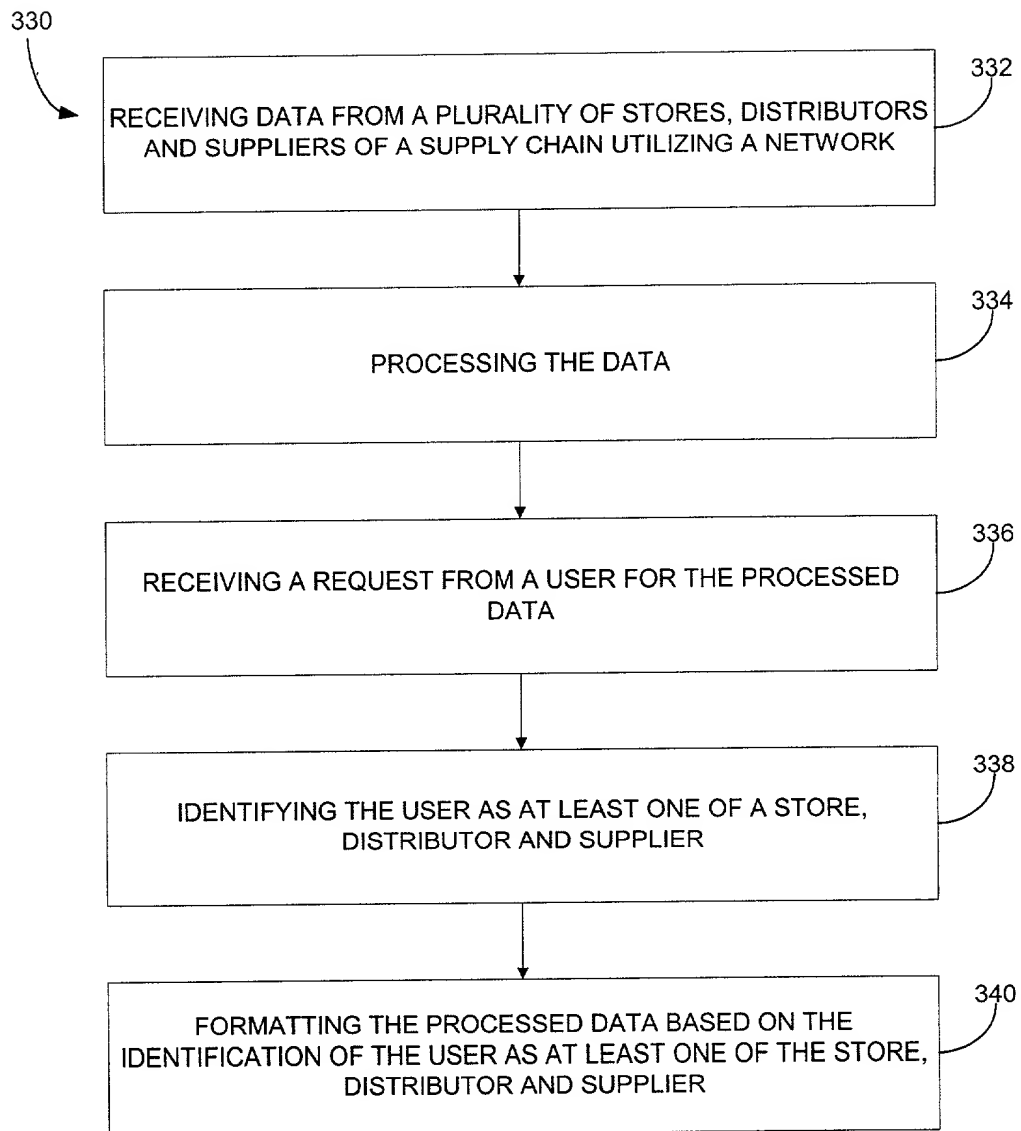 330
332
RECEIVING DATA FROM A PLURALITY OF STORES, DISTRIBUTORS
AND SUPPLIERS OF A SUPPLY CHAIN UTILIZING A NETWORK
334
PROCESSING THE DATA
336
RECEIVING A REQUEST FROM A USER FOR THE PROCESSED
DATA
338
IDENTIFYING THE USER AS AT LEAST ONE OF A STORE,
DISTRIBUTOR AND SUPPLIER
340
FORMATTING THE PROCESSED DATA BASED ON THE
IDENTIFICATION OF THE USER AS AT LEAST ONE OF THE STORE,
DISTRIBUTOR AND SUPPLIER